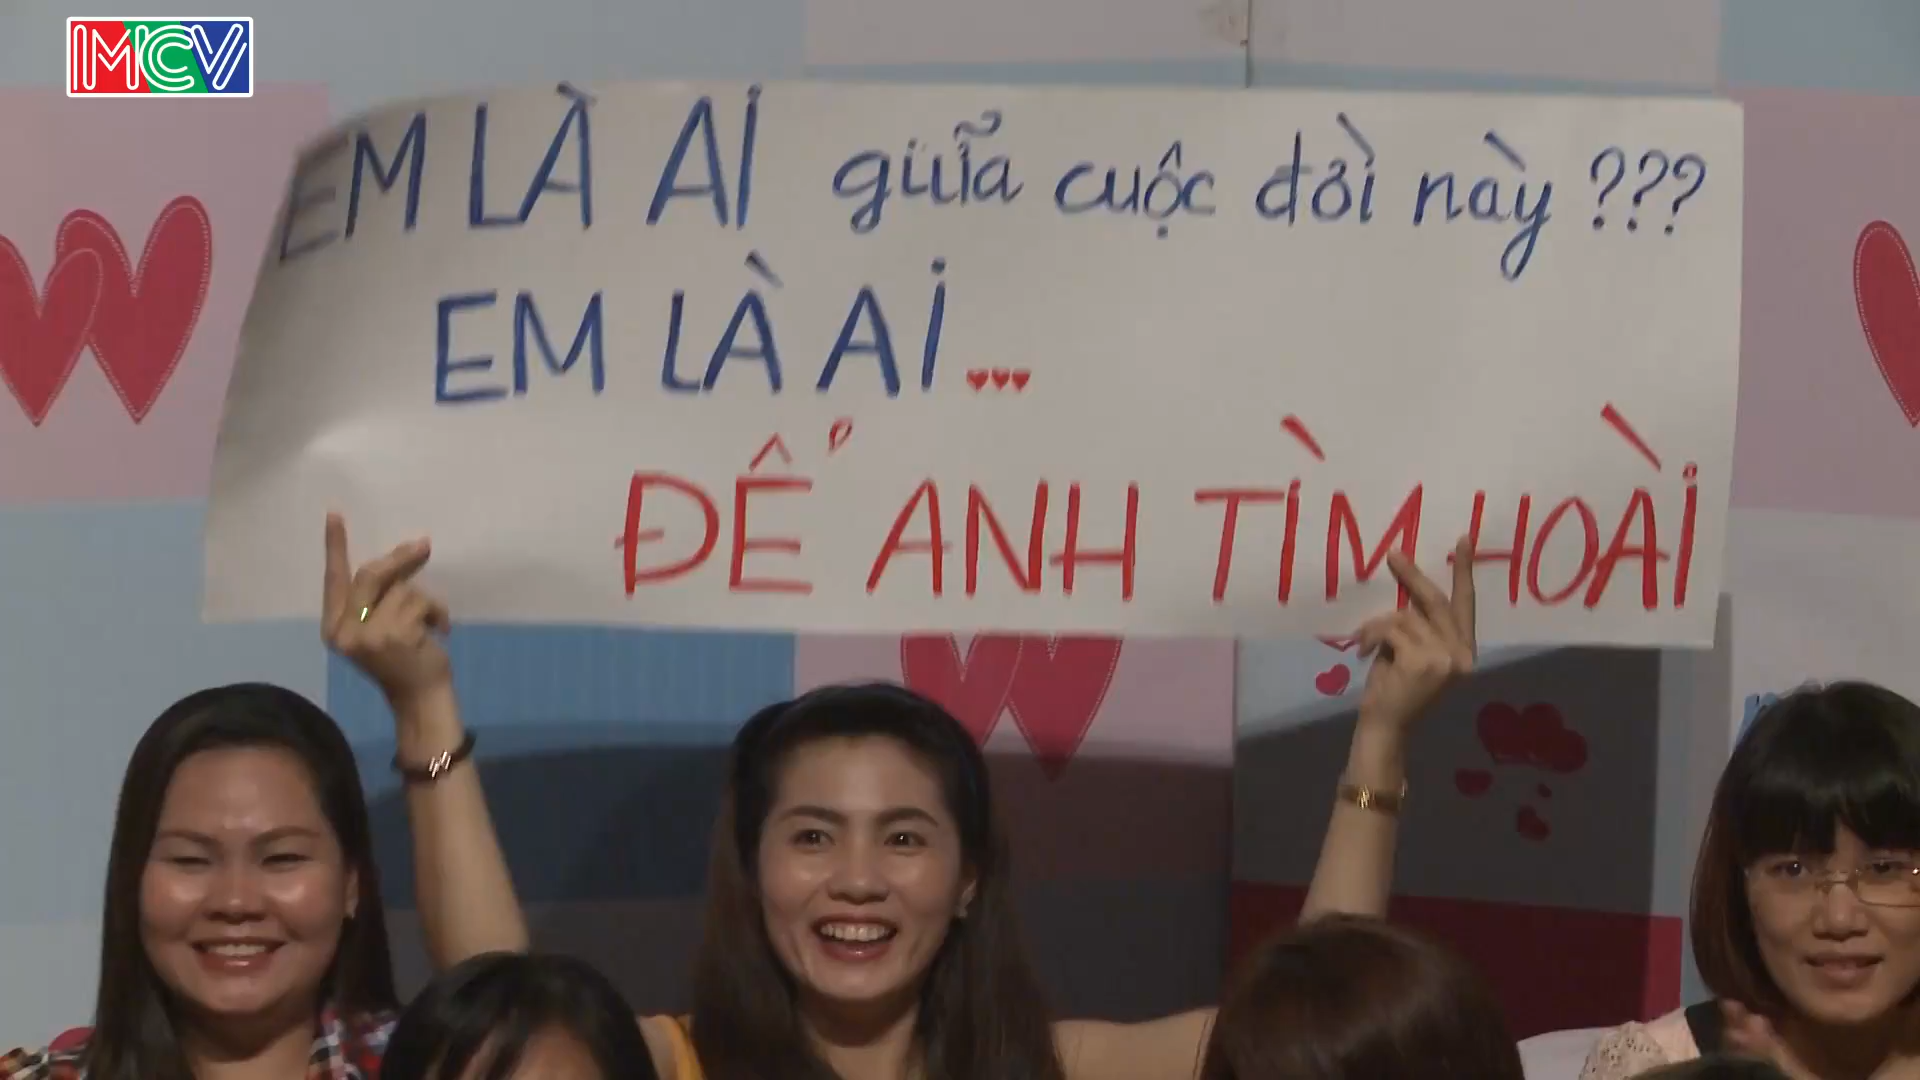 MCV
EM LÀ AI giữa cuộc đời này ???
EM LÀ AI...
ĐỂ ANH TÌM HOÀI